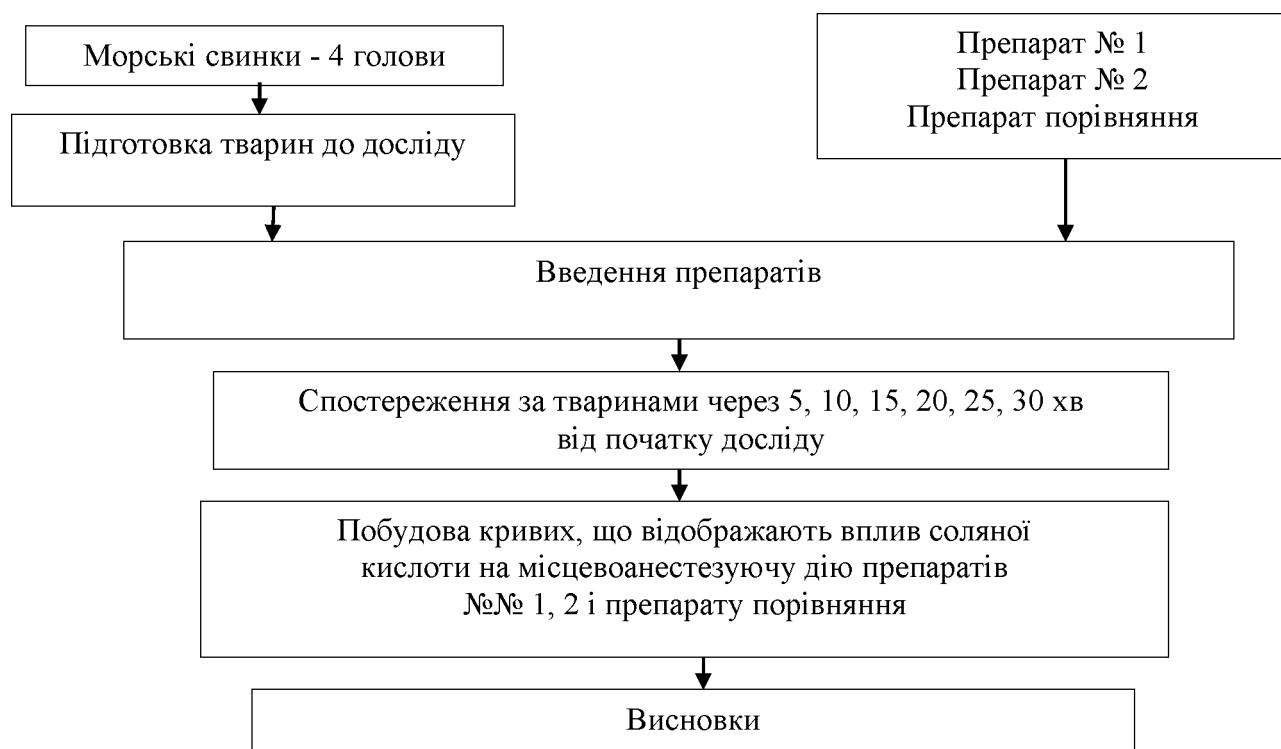 Морські свинки - 4 голови
Підготовка тварин до досліду
Препарат № 1
Препарат № 2
Препарат порівняння
Введення препаратів
Спостереження за тваринами через 5, 10, 15, 20, 25, 30 хв
від початку досліду
Побудова кривих, що відображають вплив соляної
кислоти на місцевоанестезуючу дію препаратів
№№ 1, 2 і препарату порівняння
Висновки